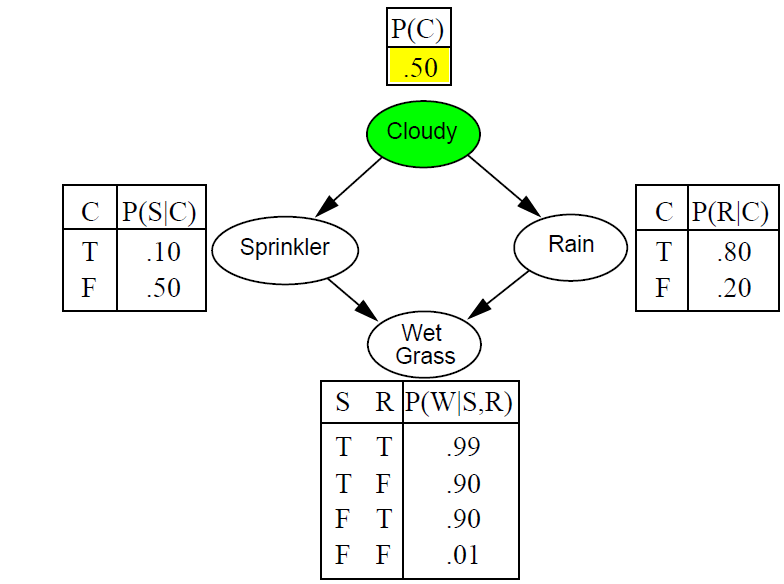 P(C)
.50
Cloudy
C P(S|C)
T .10
F .50
Sprinkler
Rain
C P(R|C)
T .80
F .20
Wet
Grass
S R P(W|S,R)
T T .99
T F .90
F T .90
F F .01